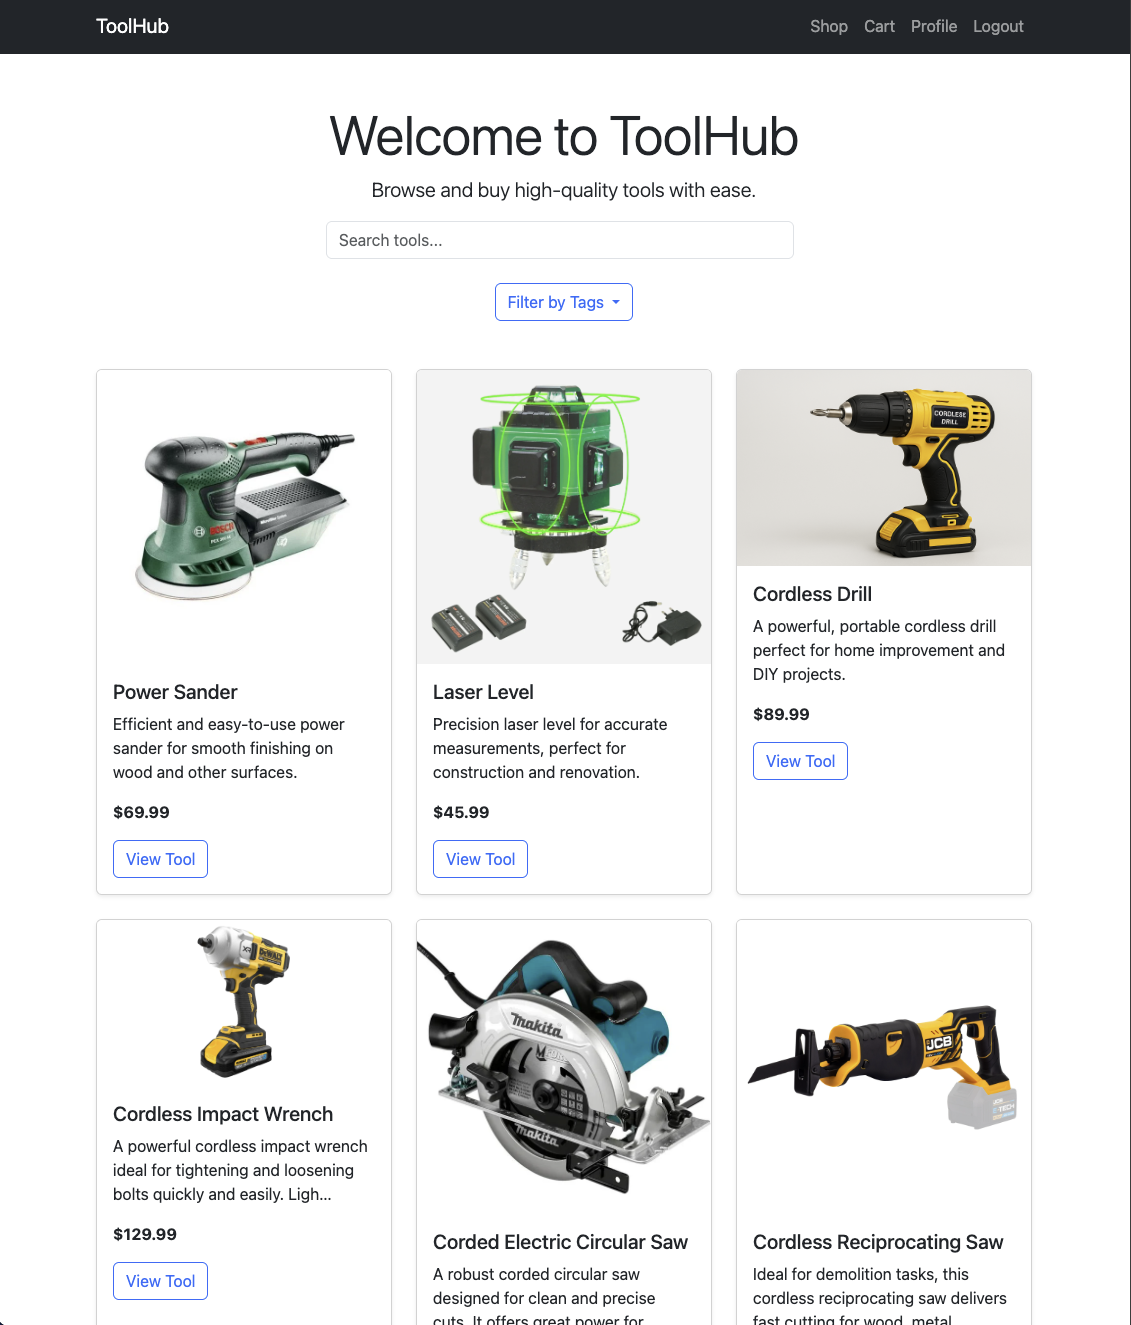 ToolHub
Shop Cart Profile Logout
Welcome to ToolHub
Browse and buy high-quality tools with ease.
Search tools...
Filter by Tags
BOSCH
Power Sander
Efficient and easy-to-use power
sander for smooth finishing on
wood and other surfaces.
$69.99
View Tool
Laser Level
Precision laser level for accurate
measurements, perfect for
construction and renovation.
$45.99
View Tool
CORDLESE
DRILL
Cordless Drill
A powerful, portable cordless drill
perfect for home improvement and
DIY projects.
$89.99
View Tool
XR
DEWALT
Cordless Impact Wrench
A powerful cordless impact wrench
ideal for tightening and loosening
bolts quickly and easily. Ligh...
$129.99
View Tool
Makita
Makita
Corded Electric Circular Saw
A robust corded circular saw
designed for clean and precise
cuts. It offers great power for
JCB
Cordless Reciprocating Saw
Ideal for demolition tasks, this
cordless reciprocating saw delivers
fast cutting for wood, metal,